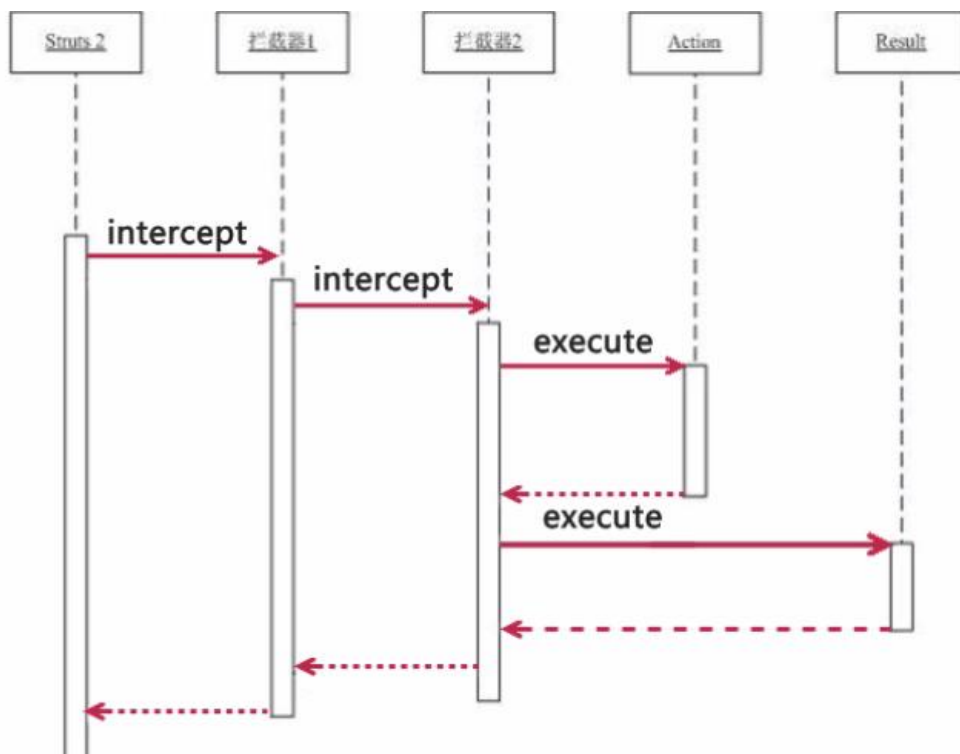 Struts 2
拦截器1
拦截器2
Action
Result
intercept
intercept
execute
execute